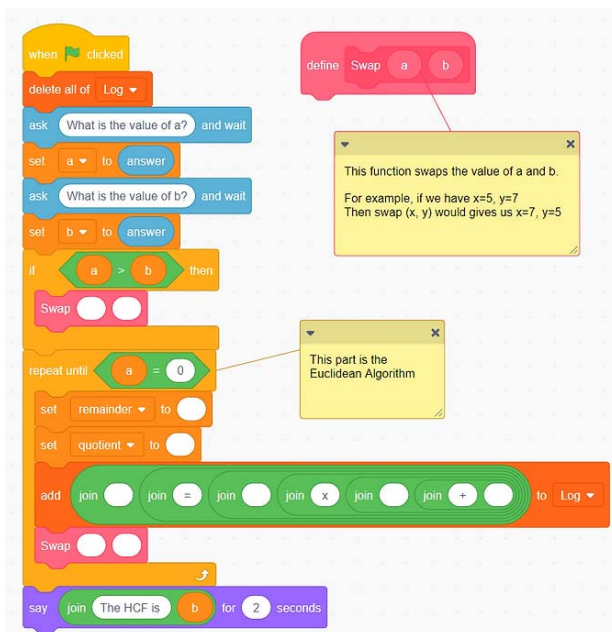 when clicked
define Swap a b
delete all of Log
ask What is the value of a? and wait
set a to answer
ask What is the value of b? and wait
set b to answer
if a > b then
Swap
This function swaps the value of a and b.
For example, if we have x=5, y=7
Then swap (x, y) would gives us x=7, y=5
repeat until a = 0
This part is the
Euclidean Algorithm
set remainder to
set quotient to
add join join = join join x join join + to Log
Swap
say join The HCF is b for 2 seconds